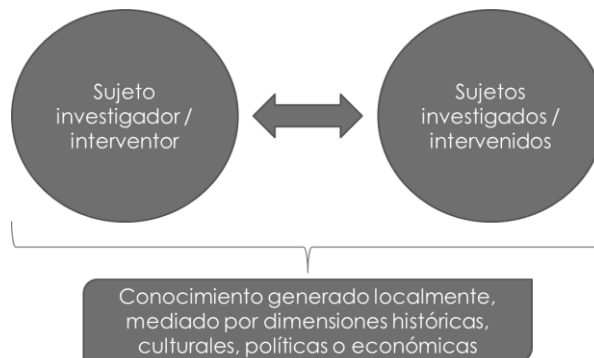 Sujeto
investigador /
interventor
Sujetos
investigados /
intervenidos
Conocimiento generado localmente,
mediado por dimensiones históricas,
culturales, políticas o económicas